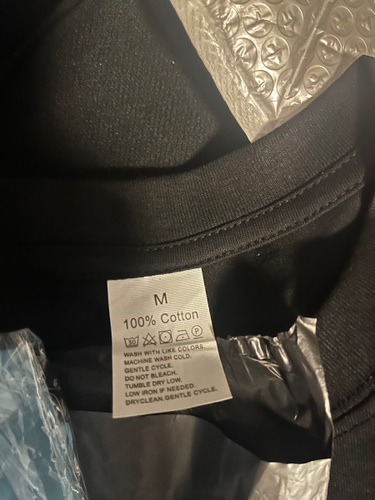 M
100% Cotton
WASH WITH LIKE COLORS.
MACHINE WASH COLD.
GENTLE CYCLE.
DO NOT BLEACH.
TUMBLE DRY LOW.
LOW IRON IF NEEDED.
DRYCLEAN,GENTLE CYCLE.